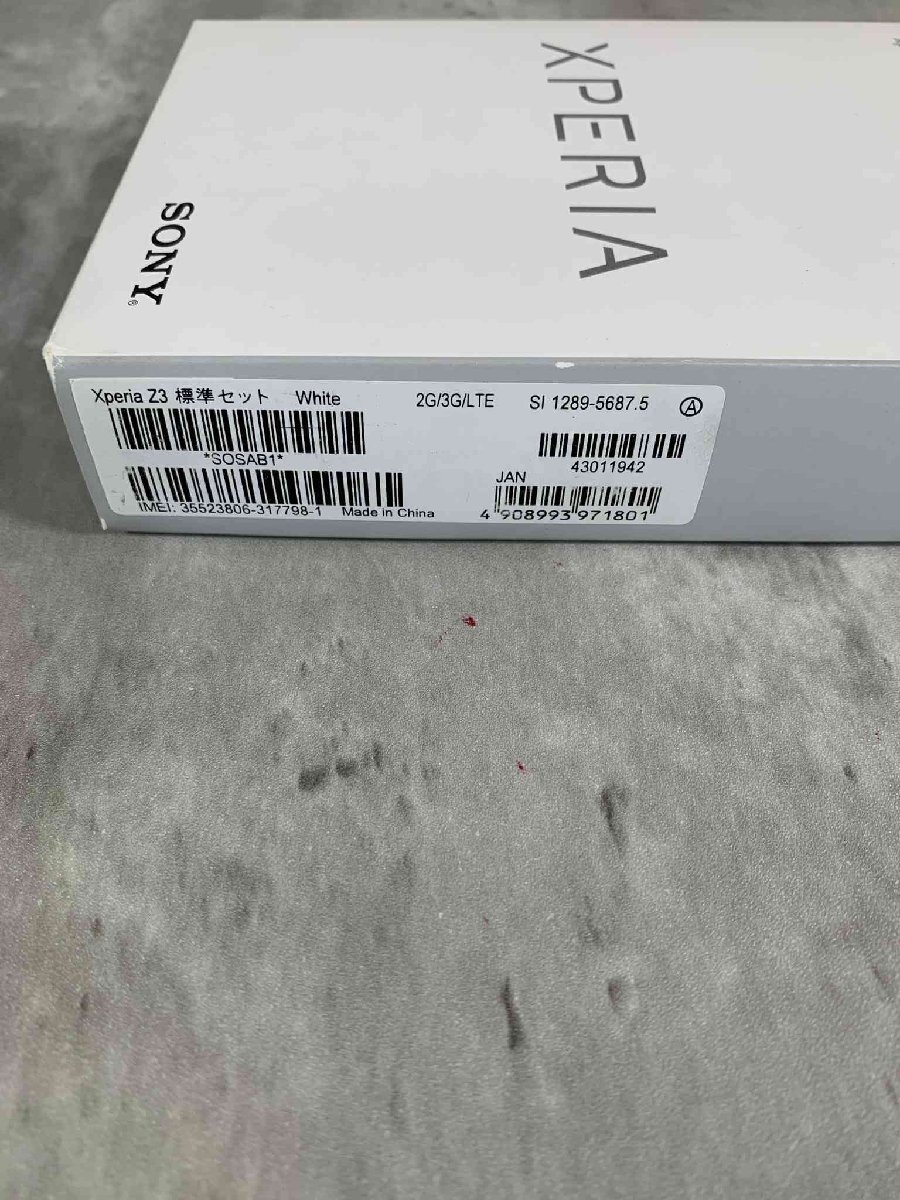 XPERIA
SONY®
Xperia Z3 標準セット White 2G/3G/LTE SI 1289-5687.5 Ⓐ
*SOSAB1*
43011942
JAN
IMEI: 35523806-317798-1 Made in China
4 908993 971801